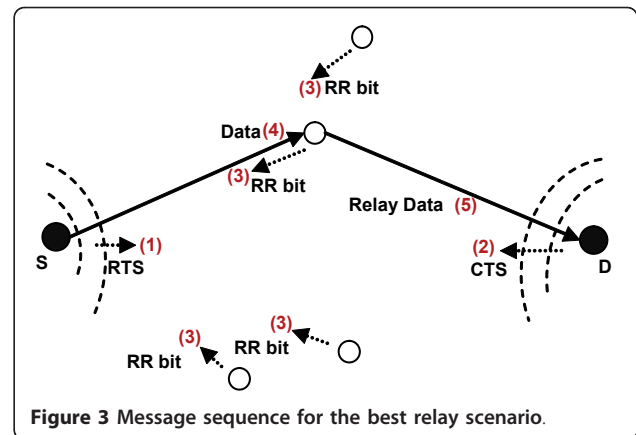 (3) RR bit
Data (4)
(3)
RR bit
Relay Data (5)
S
(1)
RTS
(2)
CTS
D
(3)
RR bit
(3)
RR bit
Figure 3 Message sequence for the best relay scenario.